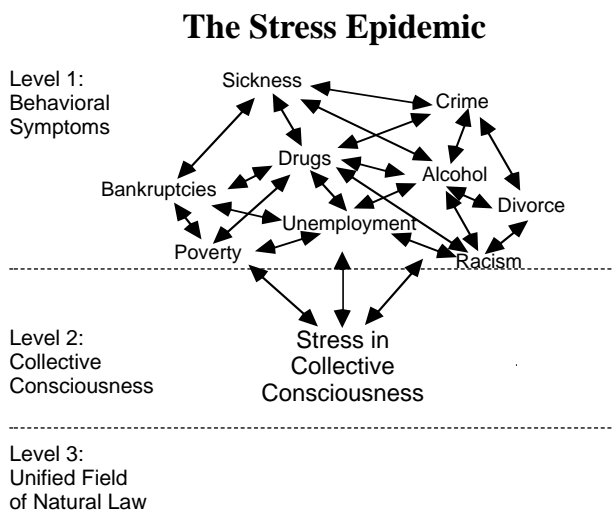 The Stress Epidemic
Level 1:
Behavioral
Symptoms
Sickness
Crime
Drugs
Alcohol
Bankruptcies
Divorce
Unemployment
Poverty
Racism
Level 2:
Collective
Consciousness
Stress in
Collective
Consciousness
Level 3:
Unified Field
of Natural Law